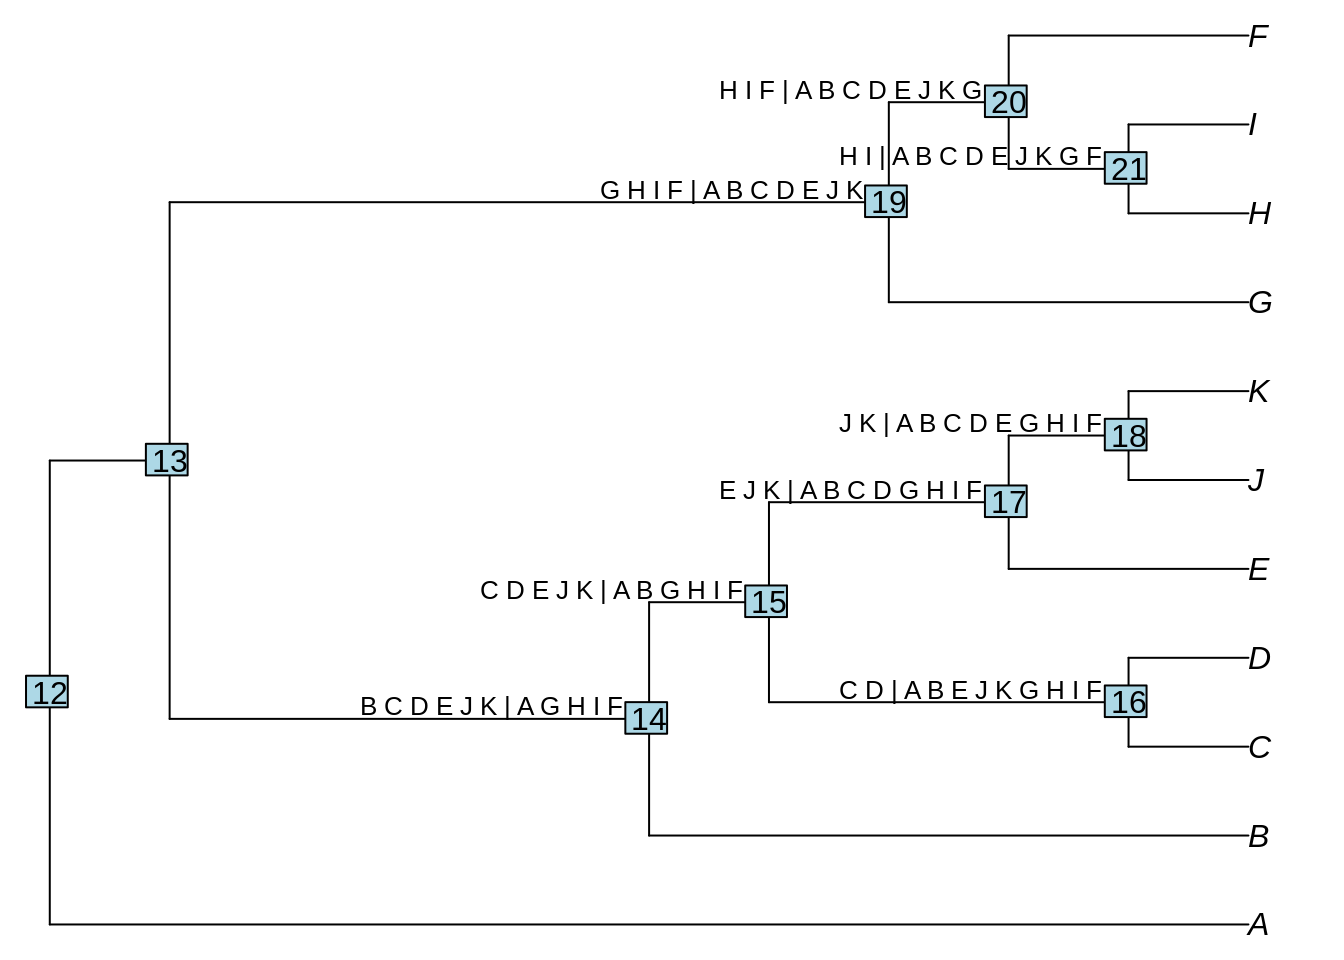 F
H I F | A B C D E J K G
20
I
H I | A B C D E J K G F
21
G H I F | A B C D E J K
19
H
G
K
J K | A B C D E G H I F
18
13
J
E J K | A B C D G H I F
17
E
C D E J K | A B G H I F
15
D
12
C D | A B E J K G H I F
16
B C D E J K | A G H I F
14
C
B
A